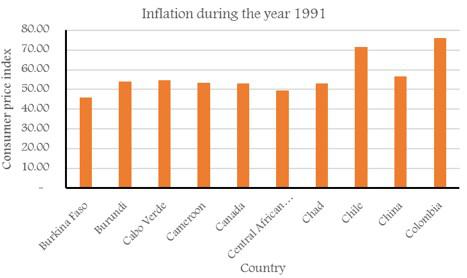 Inflation during the year 1991
80.00
70.00
60.00
50.00
40.00
30.00
20.00
10.00
-
Consumer price index
Burkina Faso
Burundi
Cabo Verde
Cameroon
Canada
Central African...
Chad
Chile
China
Colombia
Country